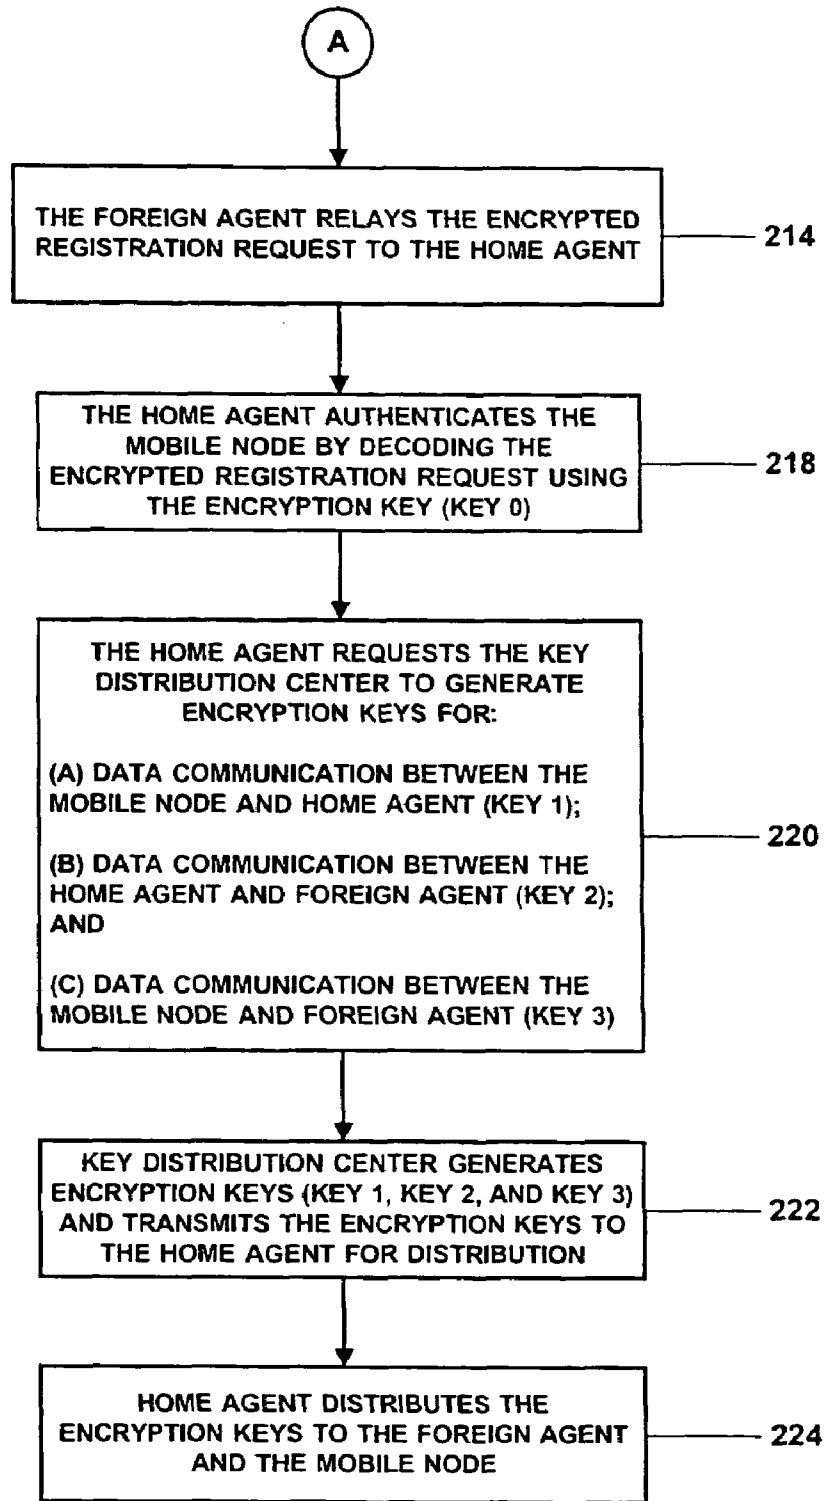 A
THE FOREIGN AGENT RELAYS THE ENCRYPTED
REGISTRATION REQUEST TO THE HOME AGENT
214
THE HOME AGENT AUTHENTICATES THE
MOBILE NODE BY DECODING THE
ENCRYPTED REGISTRATION REQUEST USING
THE ENCRYPTION KEY (KEY 0)
218
THE HOME AGENT REQUESTS THE KEY
DISTRIBUTION CENTER TO GENERATE
ENCRYPTION KEYS FOR:
(A) DATA COMMUNICATION BETWEEN THE
MOBILE NODE AND HOME AGENT (KEY 1);
(B) DATA COMMUNICATION BETWEEN THE
HOME AGENT AND FOREIGN AGENT (KEY 2);
AND
(C) DATA COMMUNICATION BETWEEN THE
MOBILE NODE AND FOREIGN AGENT (KEY 3)
220
KEY DISTRIBUTION CENTER GENERATES
ENCRYPTION KEYS (KEY 1, KEY 2, AND KEY 3)
AND TRANSMITS THE ENCRYPTION KEYS TO
THE HOME AGENT FOR DISTRIBUTION
222
HOME AGENT DISTRIBUTES THE
ENCRYPTION KEYS TO THE FOREIGN AGENT
AND THE MOBILE NODE
224